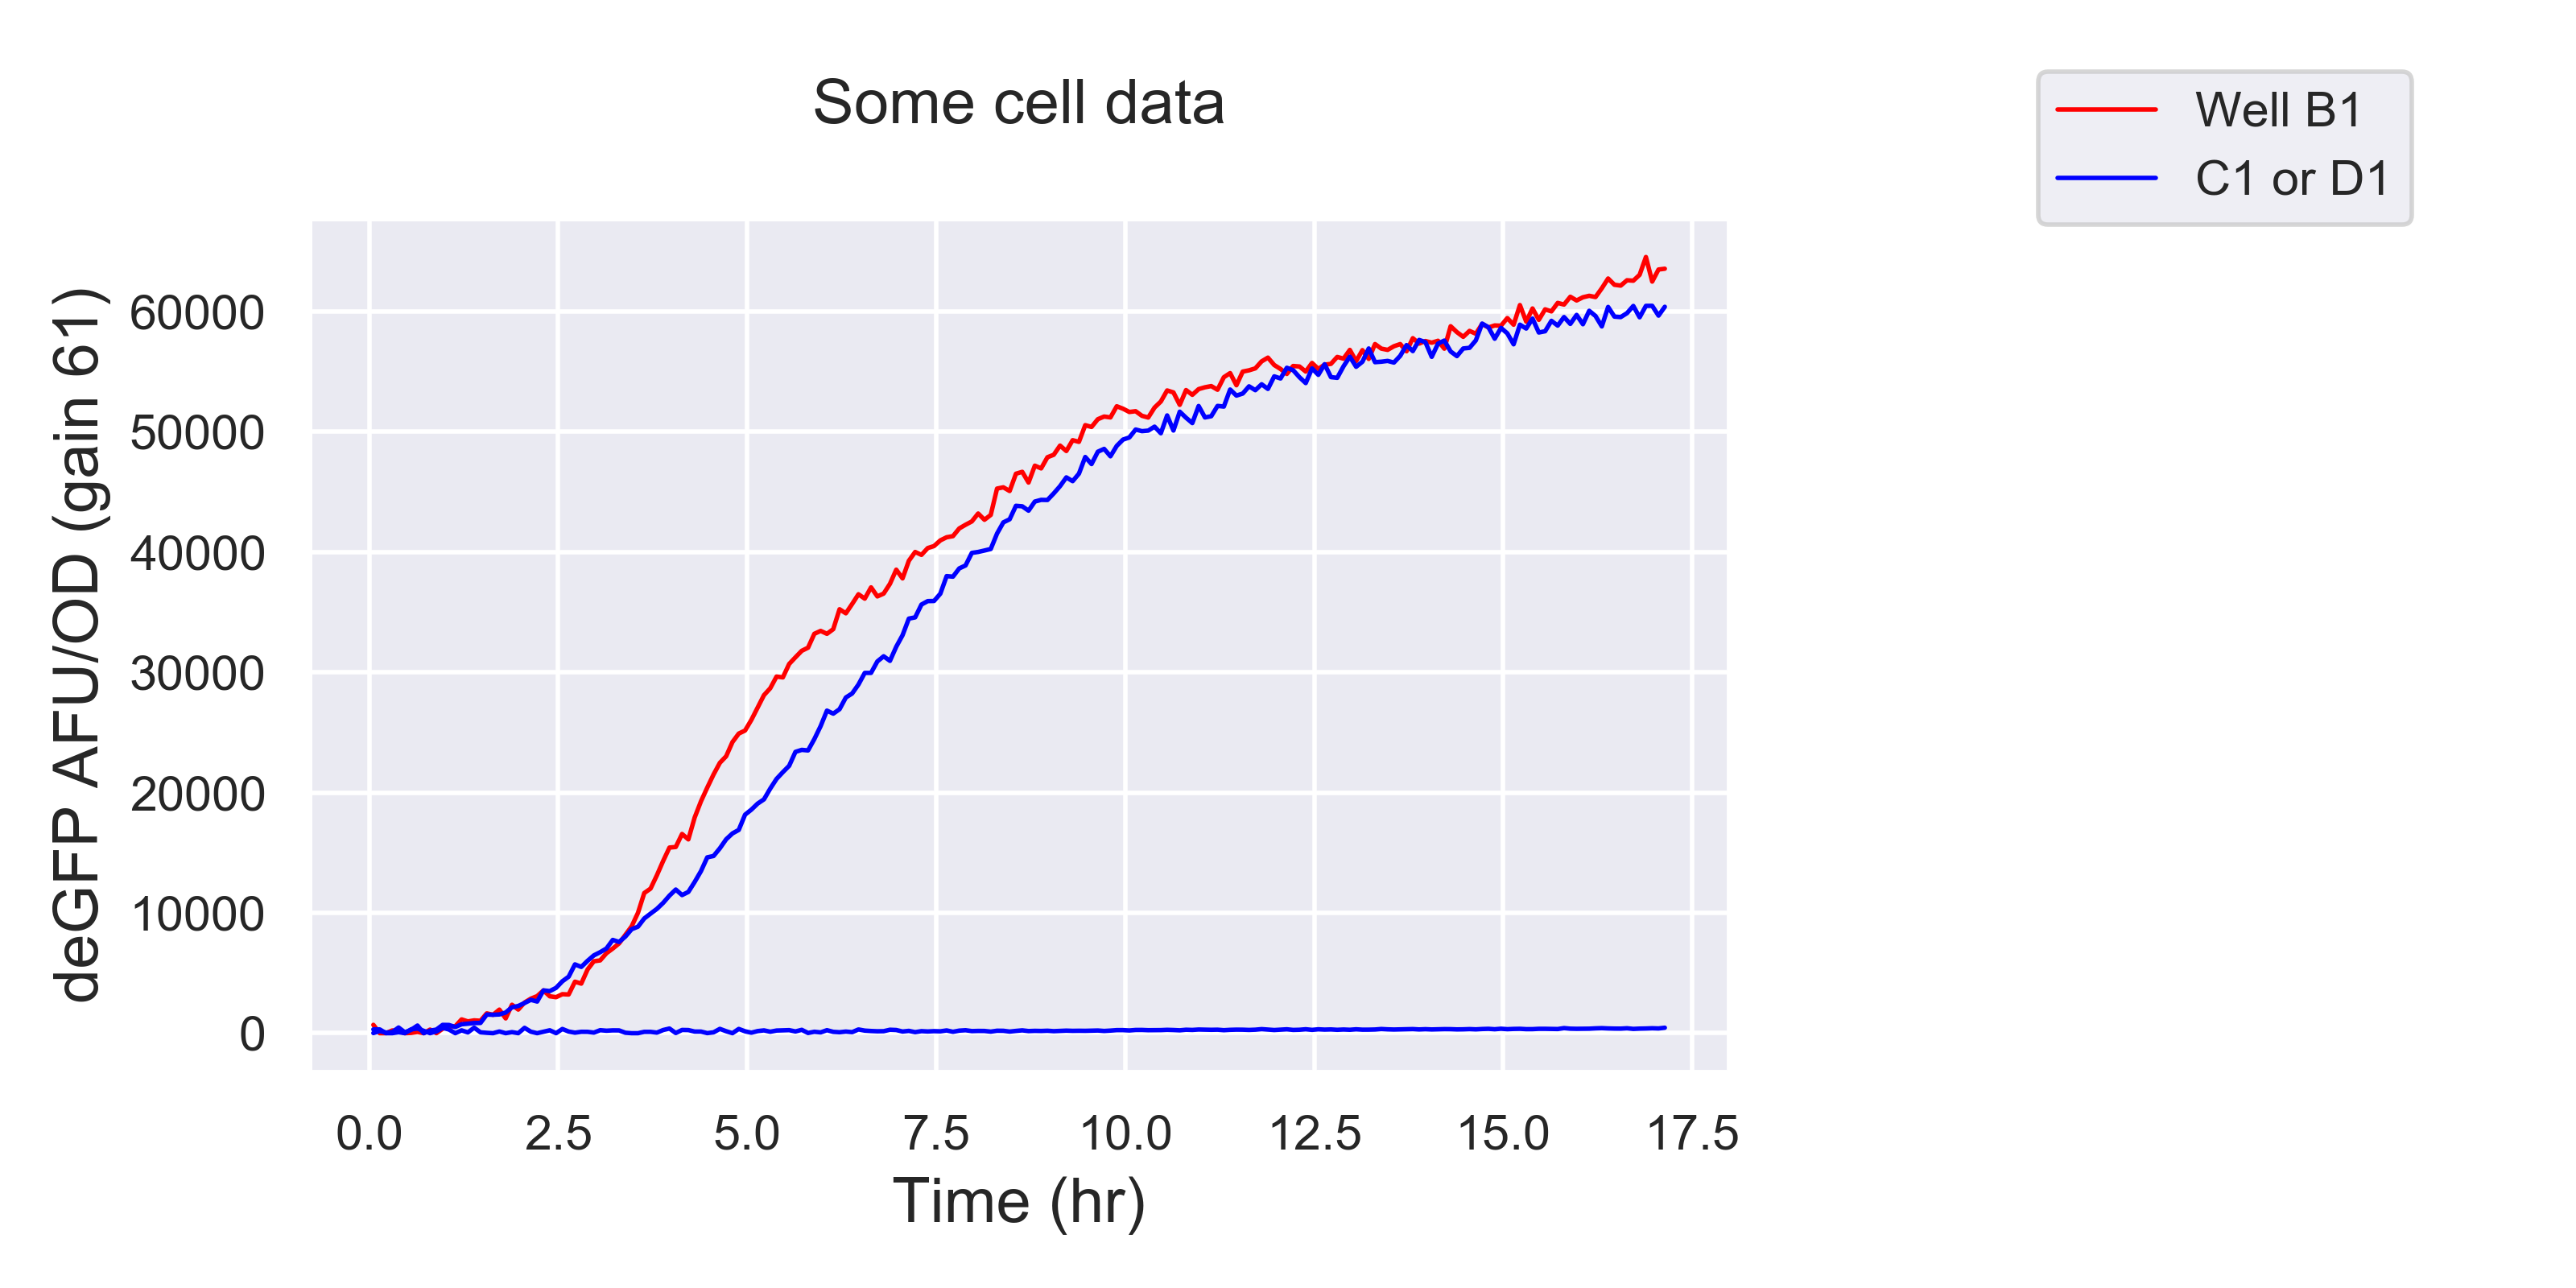 Some cell data
Well B1
C1 or D1
deGFP AFU/OD (gain 61)
60000
50000
40000
30000
20000
10000
0
0.0 2.5 5.0 7.5 10.0 12.5 15.0 17.5
Time (hr)